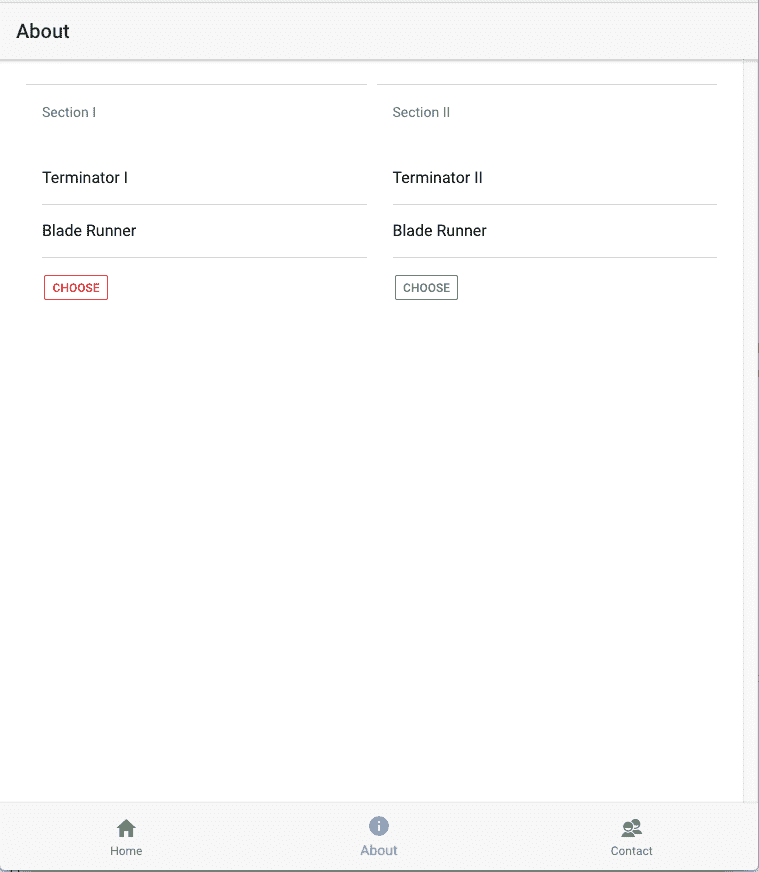 About
Section I
Terminator I
Blade Runner
CHOOSE
Section II
Terminator II
Blade Runner
CHOOSE
Home
About
Contact